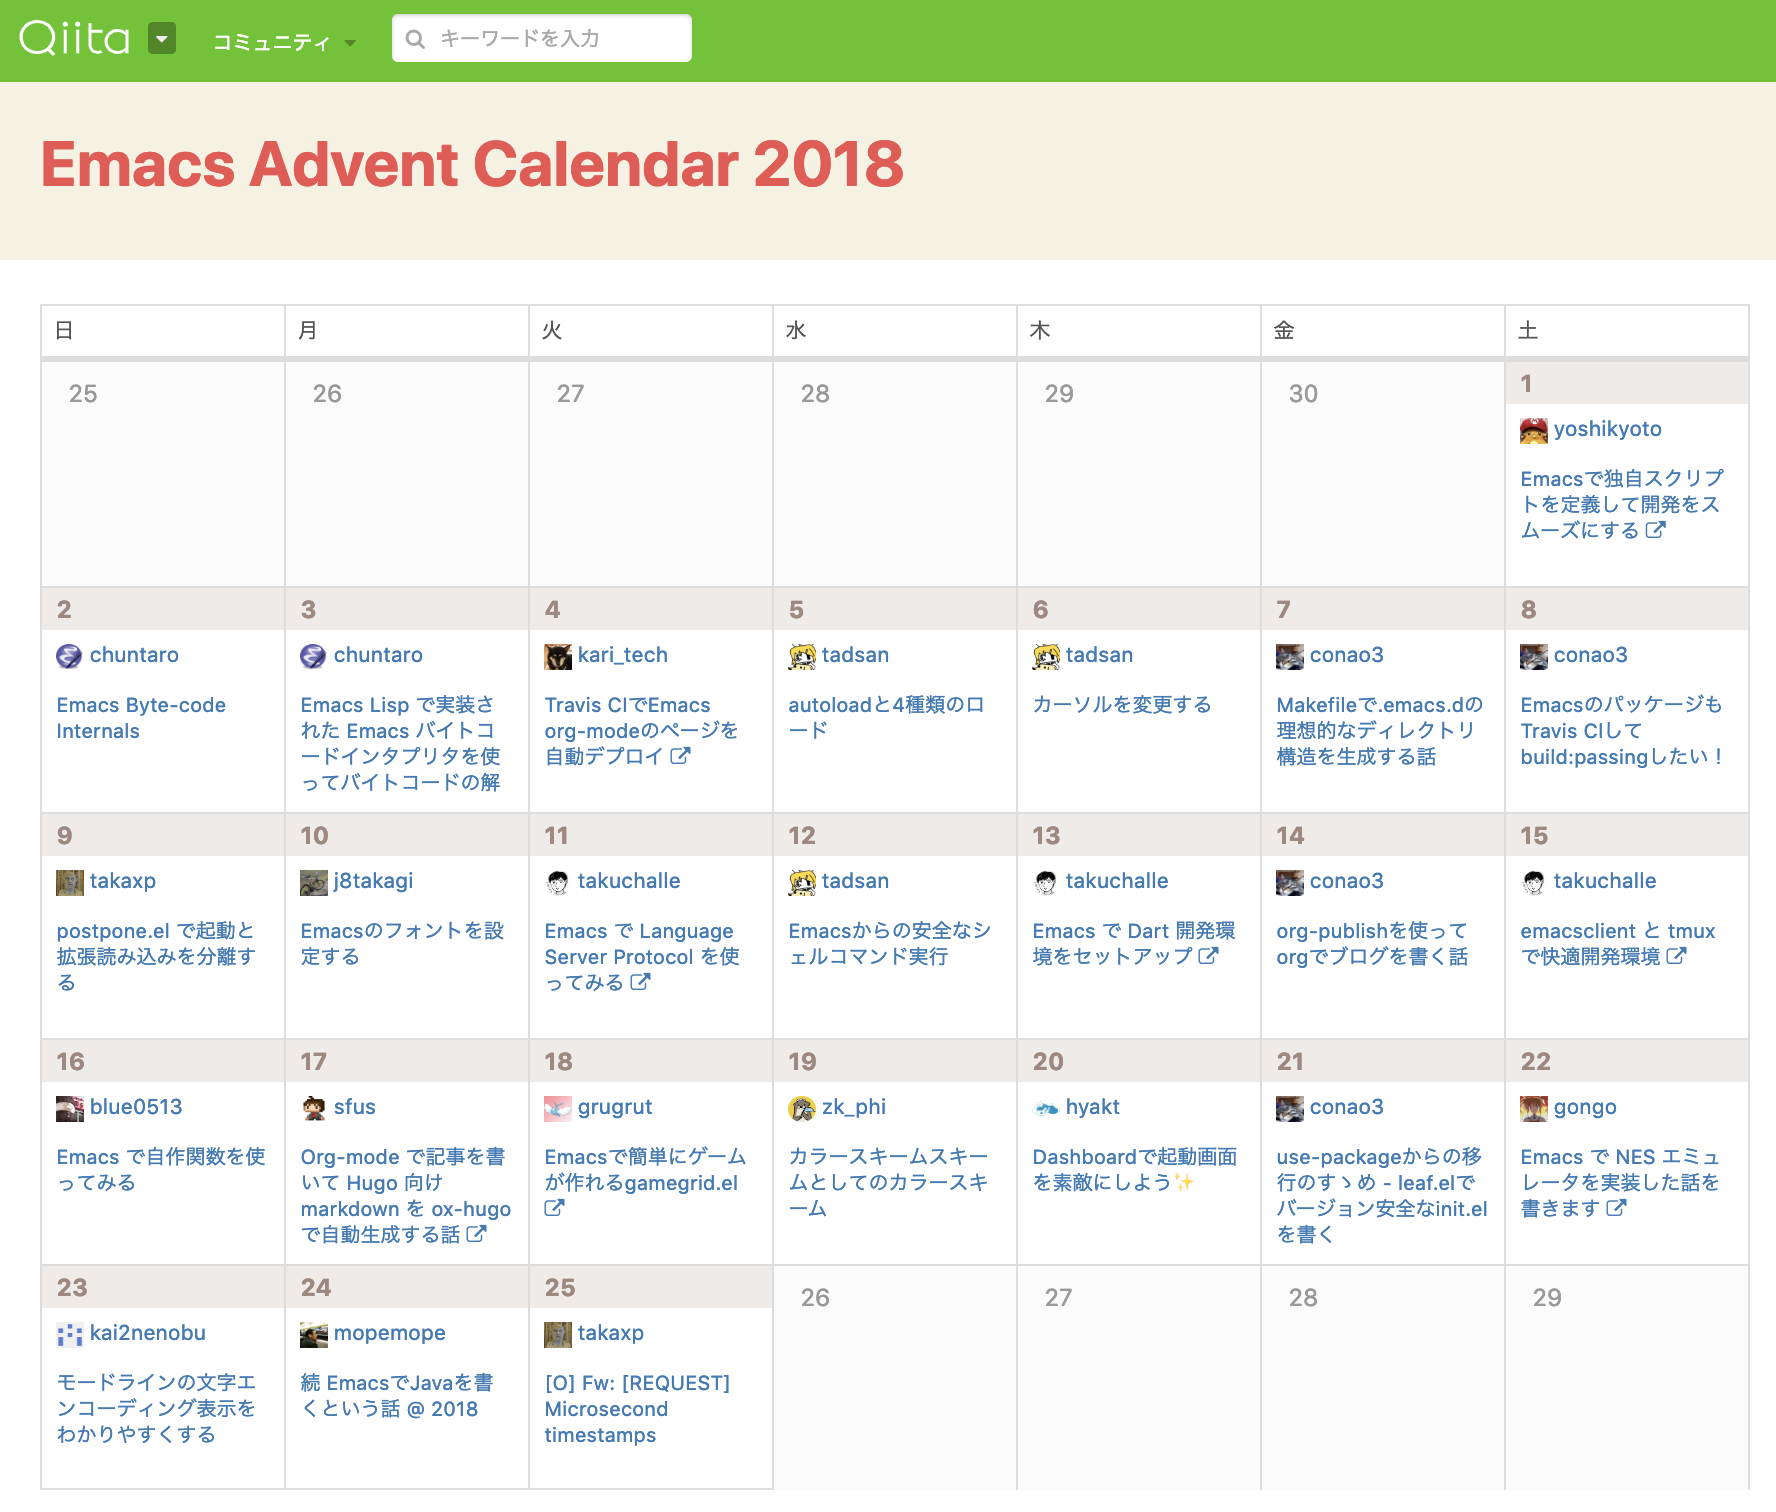 Qiita
コミュニティ
キーワードを入力
Emacs Advent Calendar 2018
日 月 火 水 木 金 土
25 26 27 28 29 30 1
yoshikyoto
Emacsで独自スクリプ
トを定義して開発をス
ムーズにする
2
chuntaro
Emacs Byte-code
Internals
3
chuntaro
Emacs Lisp で実装さ
れた Emacs バイトコ
ードインタプリタを使
ってバイトコードの解
4
kari_tech
Travis CIでEmacs
org-modeのページを
自動デプロイ
5
tadsan
autoloadと4種類のロ
ード
6
tadsan
カーソルを変更する
7
conao3
Makefileで.emacs.dの
理想的なディレクトリ
構造を生成する話
8
conao3
Emacsのパッケージも
Travis CIして
build:passingしたい！
9
takaxp
postpone.el で起動と
拡張読み込みを分離す
る
10
j8takagi
Emacsのフォントを設
定する
11
takuchalle
Emacs で Language
Server Protocol を使
ってみる
12
tadsan
Emacsからの安全なシ
ェルコマンド実行
13
takuchalle
Emacs で Dart 開発環
境をセットアップ
14
conao3
org-publishを使って
orgでブログを書く話
15
takuchalle
emacsclient と tmux
で快適開発環境
16
blue0513
Emacs で自作関数を使
ってみる
17
sfus
Org-mode で記事を書
いて Hugo 向け
markdown を ox-hugo
で自動生成する話
18
grugrut
Emacsで簡単にゲーム
が作れるgamegrid.el
19
zk_phi
カラースキームスキー
ムとしてのカラースキ
ーム
20
hyakt
Dashboardで起動画面
を素敵にしよう✨
21
conao3
use-packageからの移
行のすゝめ - leaf.elで
バージョン安全なinit.el
を書く
22
gongo
Emacs で NES エミュ
レータを実装した話を
書きます
23
kai2nenobu
モードラインの文字エ
ンコーディング表示を
わかりやすくする
24
mopemope
続 EmacsでJavaを書
くという話 @ 2018
25
takaxp
[O] Fw: [REQUEST]
Microsecond
timestamps
26 27 28 29